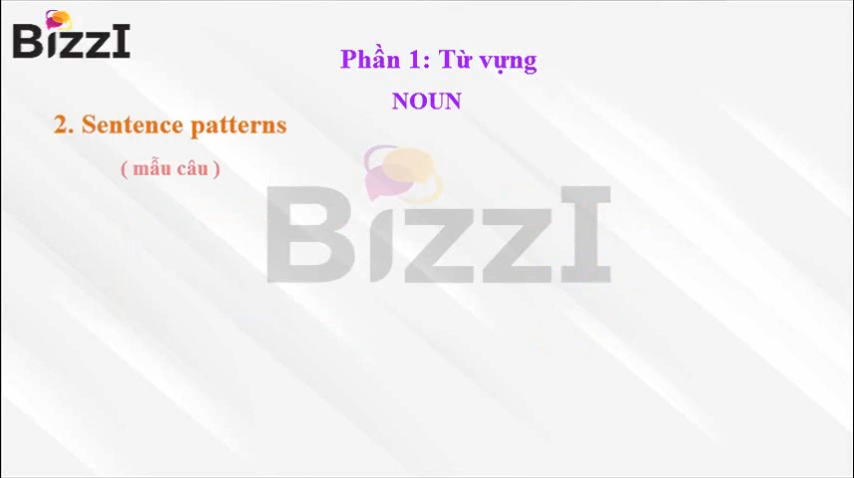 BIZZI
Phần 1: Từ vựng
NOUN
2. Sentence patterns
( mẫu câu )
BIZZI